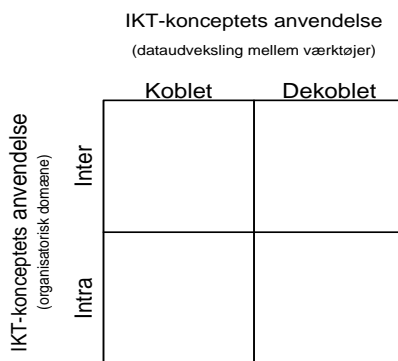 IKT-konceptets anvendelse
(dataudveksling mellem værktøjer)
Koblet Dekoblet
IKT-konceptets anvendelse
(organisatorisk domæne)
Inter
Intra